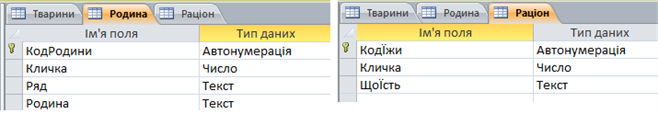 Тварини Родина Раціон
Ім'я поля Тип даних
КодРодини Автонумерація
Кличка Число
Ряд Текст
Родина Текст
Тварини Родина Раціон
Ім'я поля Тип даних
КодЇжи Автонумерація
Кличка Число
ЩоЇсть Текст